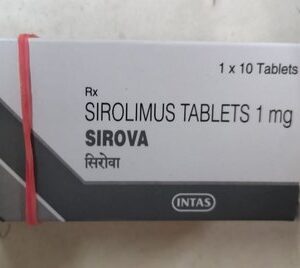 1 x 10 Tablets
Rx
SIROLIMUS TABLETS 1 mg
SIROVA
सिरोवा
INTAS